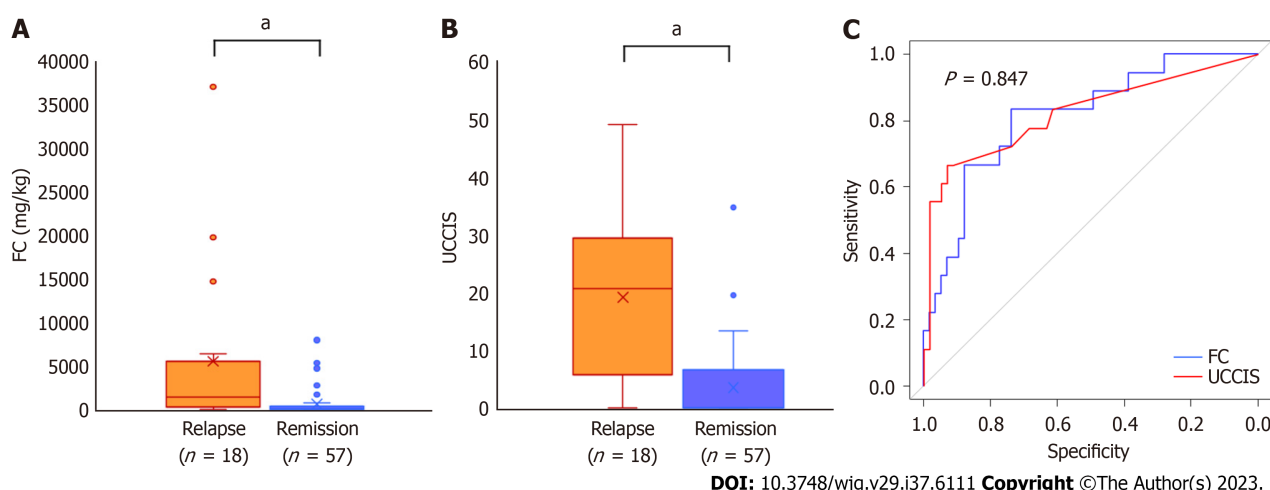 A
a
FC (mg/kg)
40000
35000
30000
25000
20000
15000
10000
5000
0
Relapse
(n = 18)
Remission
(n = 57)
B
a
UCCIS
60
50
40
30
20
10
0
Relapse
(n = 18)
Remission
(n = 57)
C
P = 0.847
Sensitivity
1.0
0.8
0.6
0.4
0.2
0.0
FC
UCCIS
1.0 0.8 0.6 0.4 0.2 0.0
Specificity
DOI: 10.3748/wjg.v29.i37.6111 Copyright ©The Author(s) 2023.